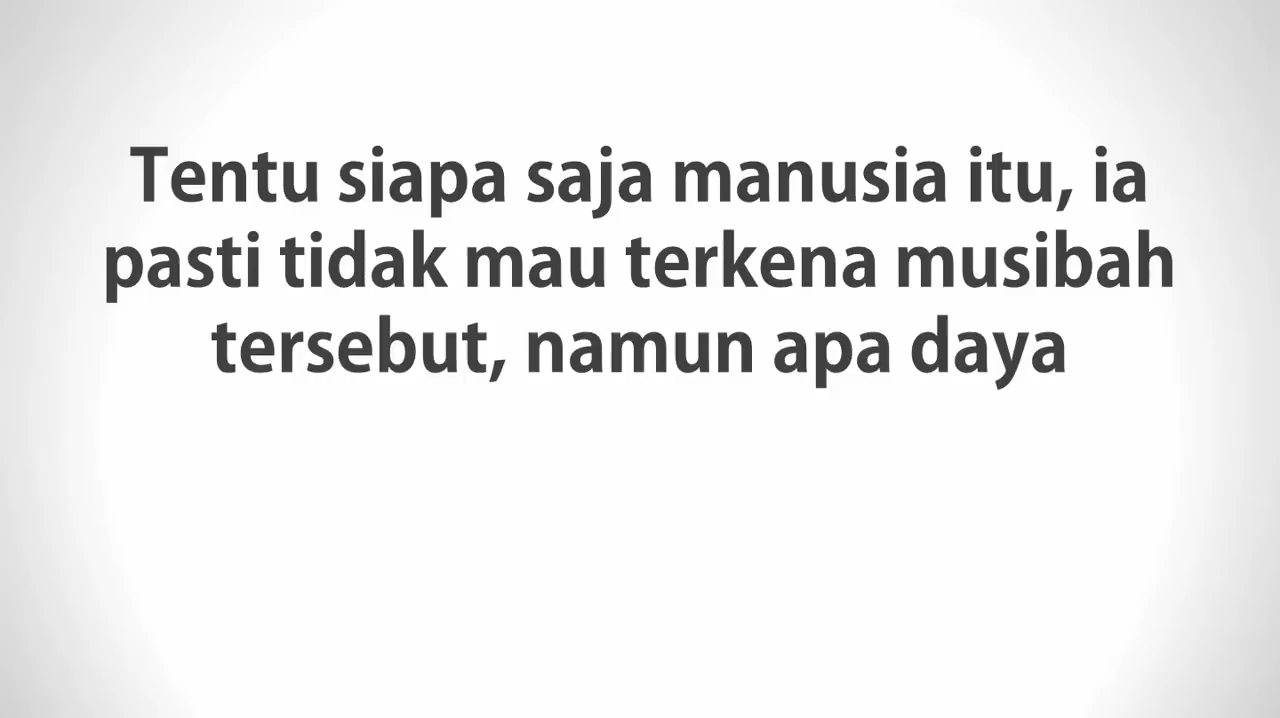 Tentu siapa saja manusia itu, ia
pasti tidak mau terkena musibah
tersebut, namun apa daya